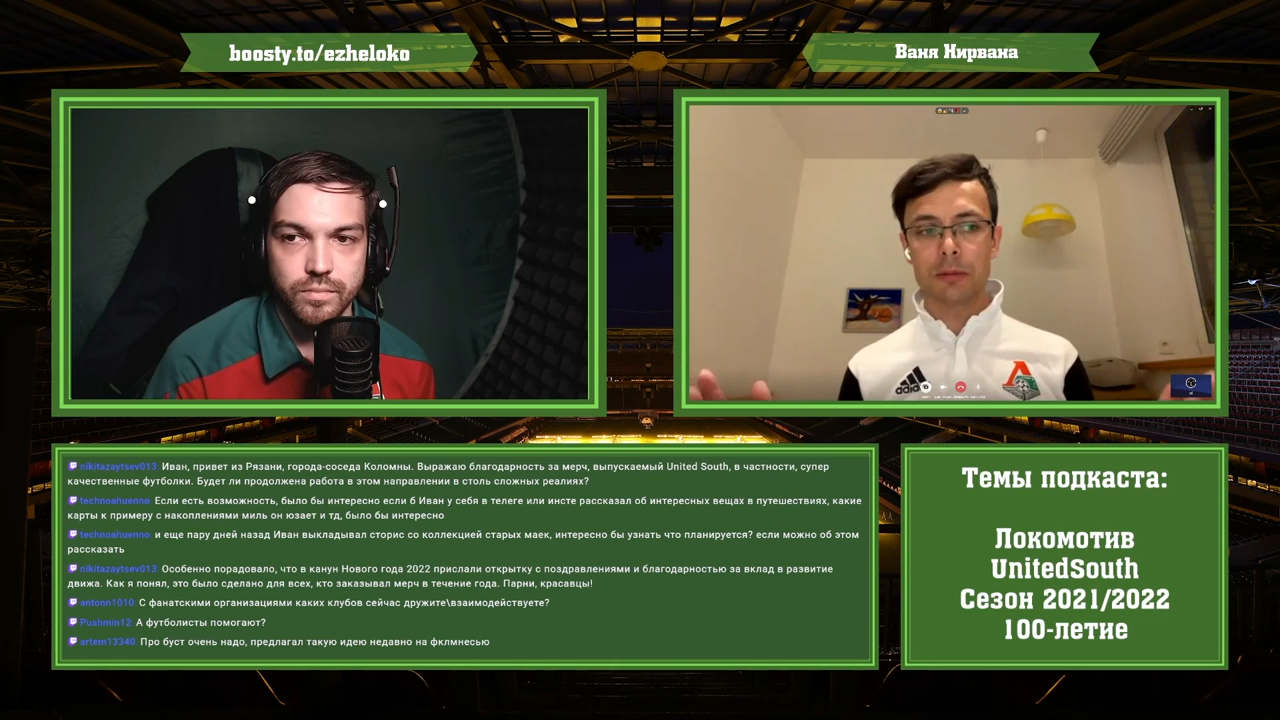 boosty.to/ezheloko
Ваня Нирвана
adidas
nikitazaytsev013: Иван, привет из Рязани, города-соседа Коломны. Выражаю благодарность за мерч, выпускаемый United South, в частности, супер
качественные футболки. Будет ли продолжена работа в этом направлении в столь сложных реалиях?
technoahuenno: Если есть возможность, было бы интересно если б Иван у себя в телеге или инсте рассказал об интересных вещах в путешествиях, какие
карты к примеру с накоплениями миль он юзает и тд, было бы интересно
technoahuenno: и еще пару дней назад Иван выкладывал сторис со коллекцией старых маек, интересно бы узнать что планируется? если можно об этом
рассказать
nikitazaytsev013: Особенно порадовало, что в канун Нового года 2022 прислали открытку с поздравлениями и благодарностью за вклад в развитие
движа. Как я понял, это было сделано для всех, кто заказывал мерч в течение года. Парни, красавцы!
antonn1010: С фанатскими организациями каких клубов сейчас дружите\взаимодействуете?
Pushmin12: А футболисты помогают?
artem13340: Про буст очень надо, предлагал такую идею недавно на фклмнесью
Темы подкаста:
Локомотив
UnitedSouth
Сезон 2021/2022
100-летие